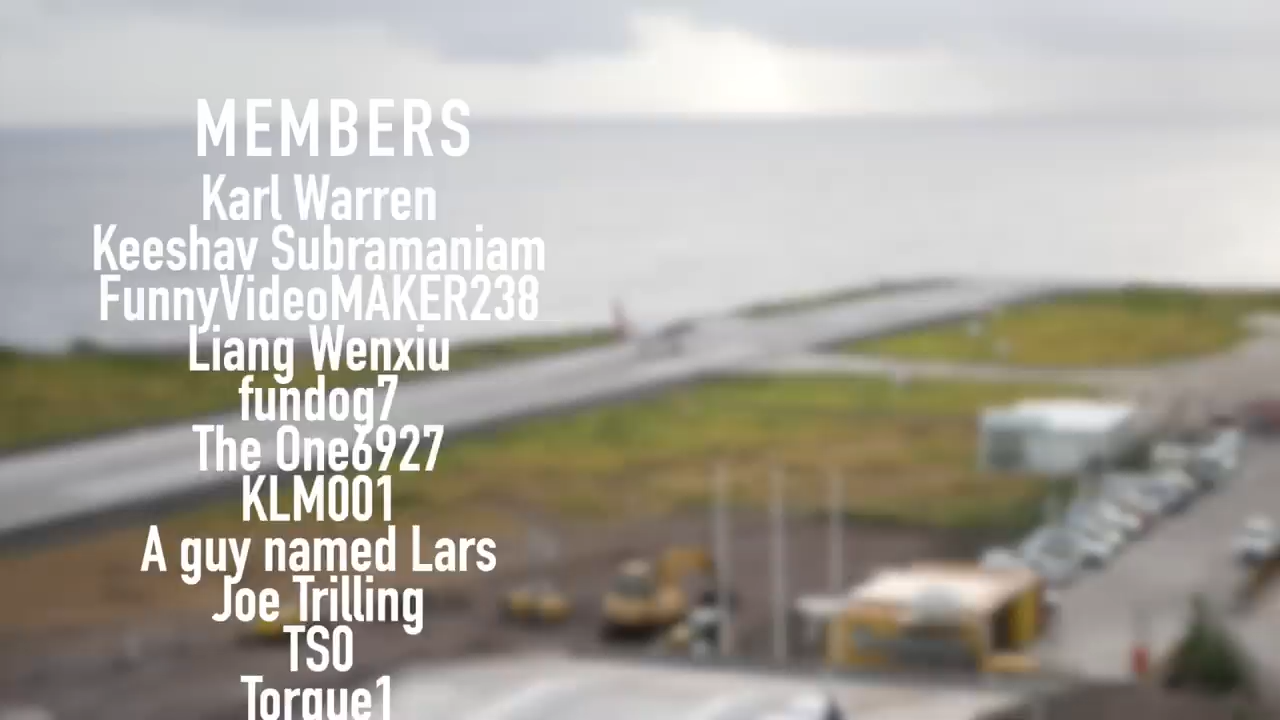 MEMBERS
Karl Warren
Keeshav Subramaniam
FunnyVideoMAKER238
Liang Wenxiu
fundog7
The One6927
KLM001
A guy named Lars
Joe Trilling
TSO
Torque1